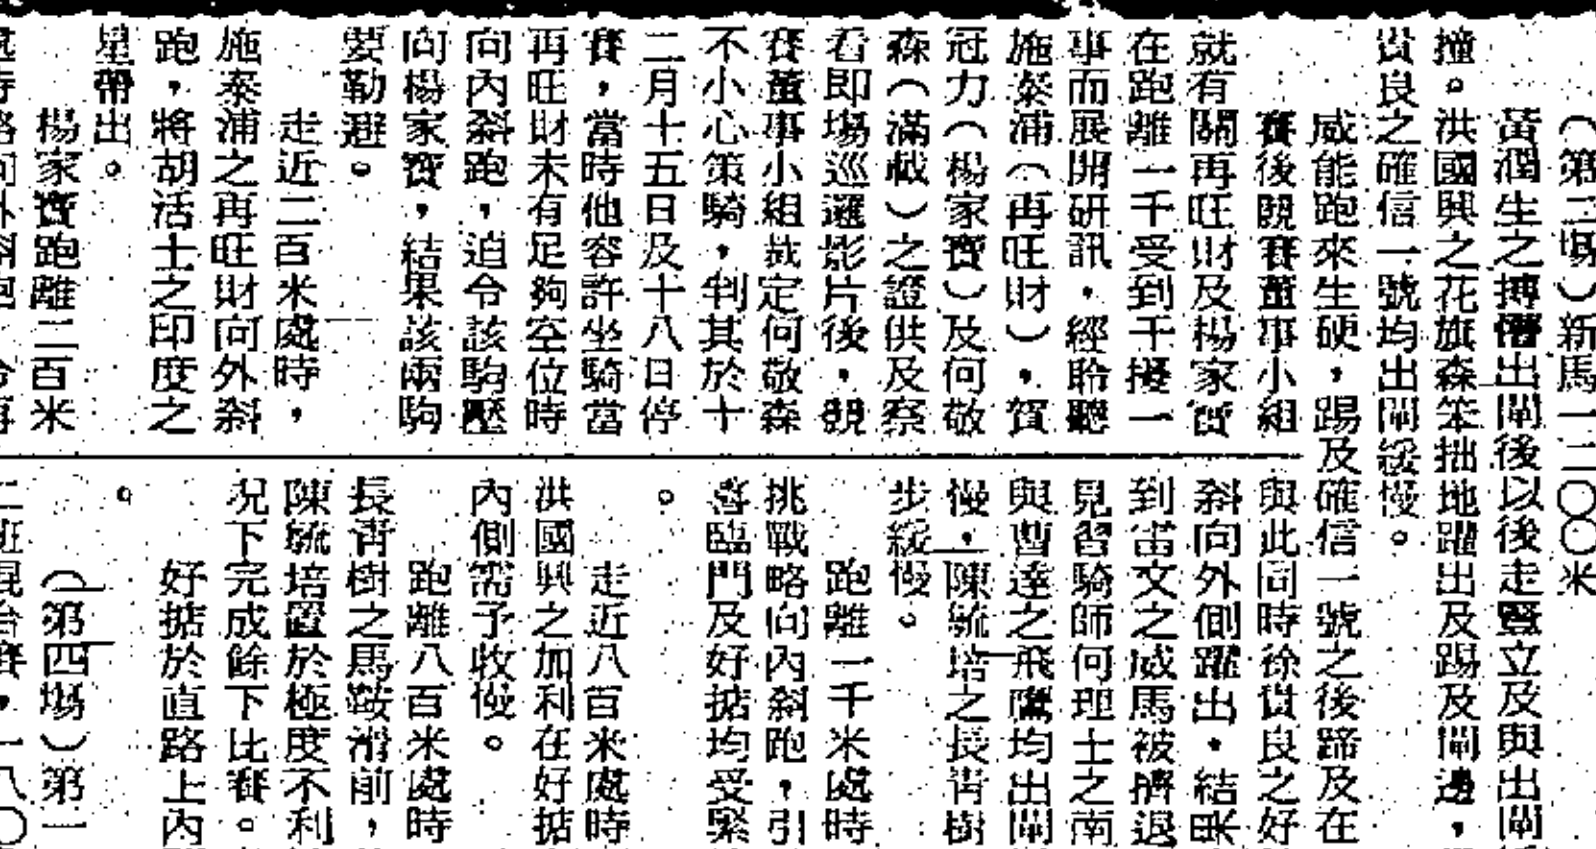 （第二場）新馬一二〇〇米
黃潤生之搏懵出閘後以後走豎立及與出閘
撞。洪國興之花旗森笨拙地躍出及踢及閘邊，
貴良之確信一號均出閘緩慢。
威能跑來生硬，踢及確信一號之後蹄及在
賽後競賽董事小組
就有關再旺財及楊家寶
在跑離一千受到干擾一
事而展開研訊，經聆聽
施泰浦（再旺財），賀
冠力（楊家寶）及何敬
森（滿載）之證供及察
看即場巡邏影片後，競
賽董事小組裁定何敬森
不小心策騎，判其於十
二月十五日及十八日停
賽，當時他容許坐騎當
再旺財未有足夠空位時
向內斜跑，迫令該駒壓
向楊家寶，結果該兩駒
要勒避。
走近二百米處時，
施泰浦之再旺財向外斜
跑，將胡活士之印度之
星帶出。
楊家寶跑離二百米
與此同時徐貴良之好
斜向外側躍出，結果
到笛文之威馬被擠退
見習騎師何理士之南
與曹達之飛鷹均出閘
慢，陳毓培之長青樹
步緩慢。
跑離一千米處時
挑戰略向內斜跑，引
喜臨門及好掂均受緊
。
走近八百米處時
洪國興之加利在好掂
內側需予收慢。
跑離八百米處時
長青樹之馬鞍滑前，
陳毓培置於極度不利
況下完成餘下比賽。
好掂於直路上內
。
（第四場）第一